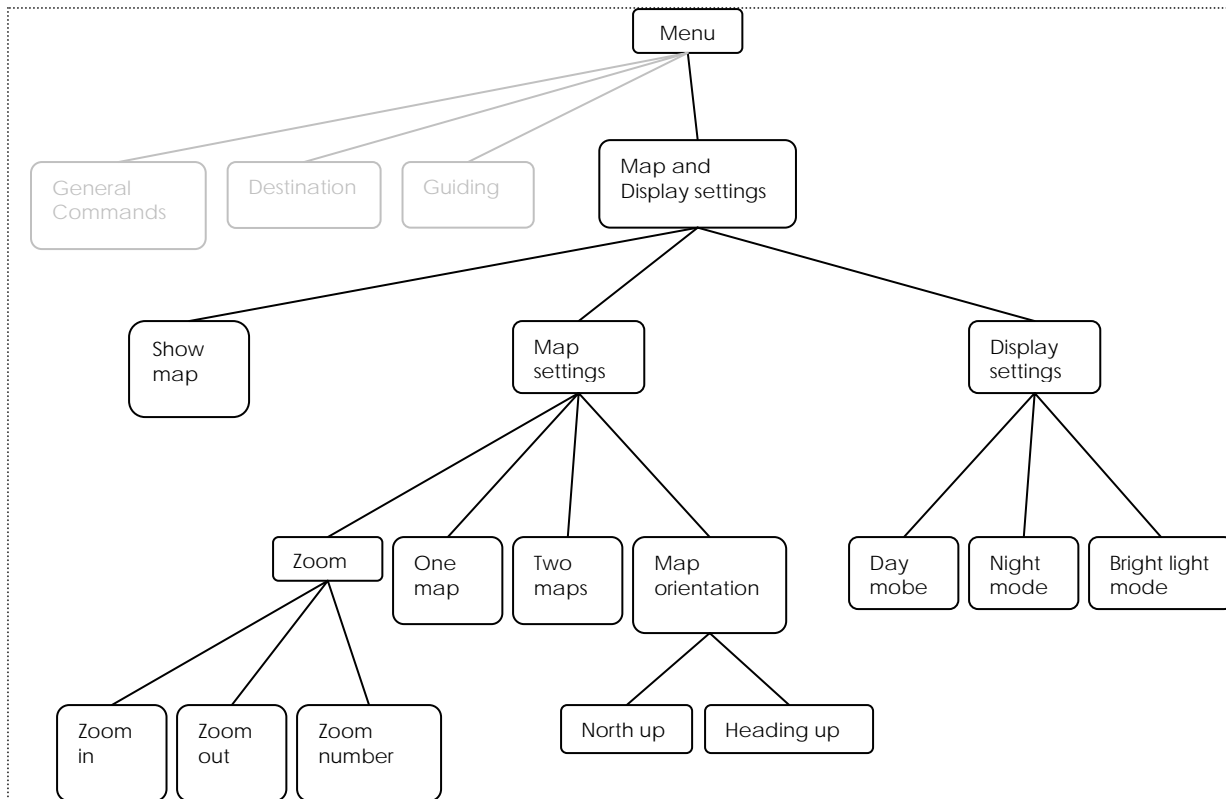 Menu
General
Commands
Destination
Guiding
Map and
Display settings
Show
map
Map
settings
Display
settings
Zoom
One
map
Two
maps
Map
orientation
Day
mobe
Night
mode
Bright light
mode
Zoom
in
Zoom
out
Zoom
number
North up
Heading up